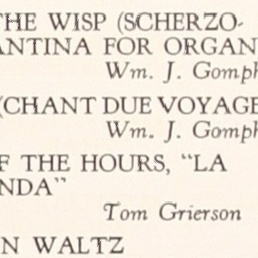 THE WISP (SCHERZO-
ANTINA FOR ORGAN
Wm. J. Gomph
(CHANT DUE VOYAGE
Wm. J. Gomph
F THE HOURS, "LA
NDA"
Tom Grierson
N WALTZ